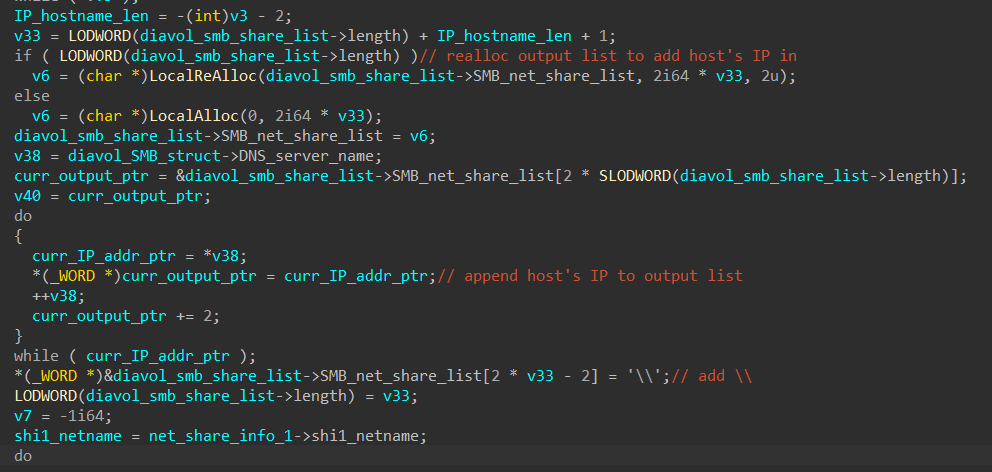 IP_hostname_len = -(int)v3 - 2;
v33 = LODWORD(diavol_smb_share_list->length) + IP_hostname_len + 1;
if ( LODWORD(diavol_smb_share_list->length) )// realloc output list to add host's IP in
  v6 = (char *)LocalReAlloc(diavol_smb_share_list->SMB_net_share_list, 2i64 * v33, 2u);
else
  v6 = (char *)LocalAlloc(0, 2i64 * v33);
diavol_smb_share_list->SMB_net_share_list = v6;
v38 = diavol_SMB_struct->DNS_server_name;
curr_output_ptr = &diavol_smb_share_list->SMB_net_share_list[2 * SLODWORD(diavol_smb_share_list->length)];
v40 = curr_output_ptr;
do
{
  curr_IP_addr_ptr = *v38;
  *(_WORD *)curr_output_ptr = curr_IP_addr_ptr;// append host's IP to output list
  ++v38;
  curr_output_ptr += 2;
}
while ( curr_IP_addr_ptr );
*(_WORD *)&diavol_smb_share_list->SMB_net_share_list[2 * v33 - 2] = '\\';// add \\
LODWORD(diavol_smb_share_list->length) = v33;
v7 = -1i64;
shi1_netname = net_share_info_1->shi1_netname;
do